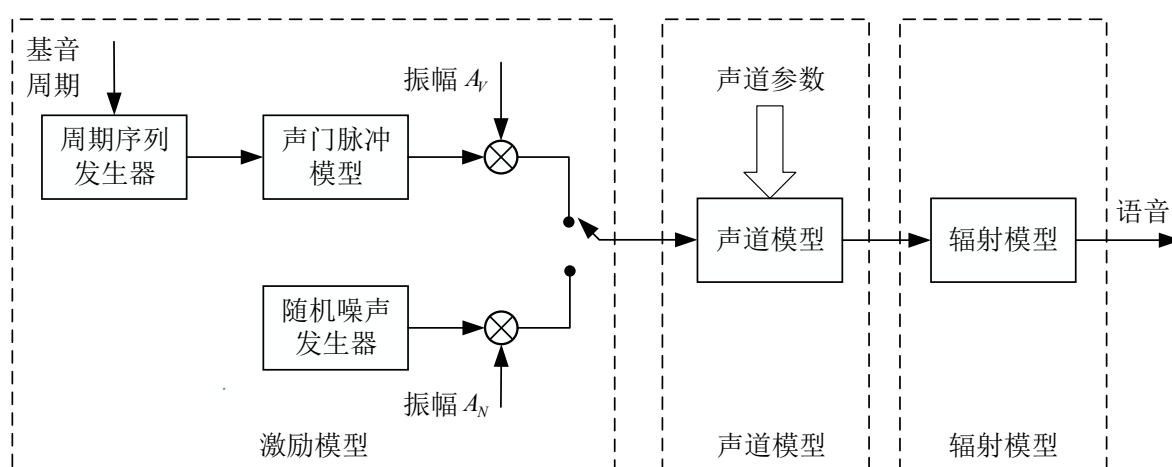 基音
周期
周期序列
发生器
声门脉冲
模型
振幅 A_V
随机噪声
发生器
振幅 A_N
激励模型
声道参数
声道模型
声道模型
辐射模型
辐射模型
语音